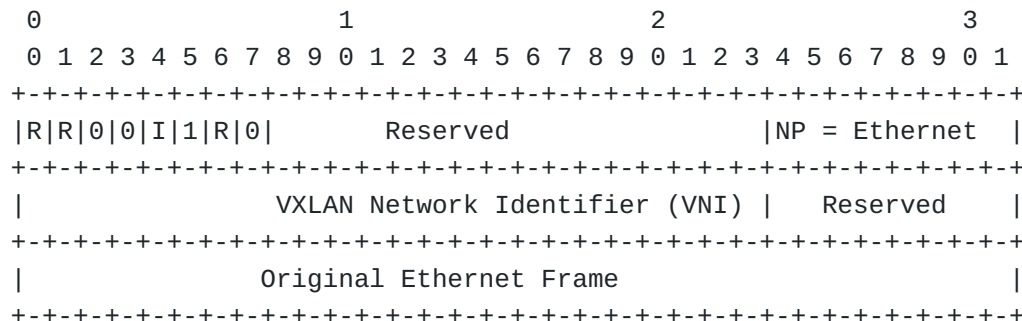 0                   1                   2                   3
 0 1 2 3 4 5 6 7 8 9 0 1 2 3 4 5 6 7 8 9 0 1 2 3 4 5 6 7 8 9 0 1
+-+-+-+-+-+-+-+-+-+-+-+-+-+-+-+-+-+-+-+-+-+-+-+-+-+-+-+-+-+-+-+-+
|R|R|0|0|I|1|R|0|       Reserved                |NP = Ethernet  |
+-+-+-+-+-+-+-+-+-+-+-+-+-+-+-+-+-+-+-+-+-+-+-+-+-+-+-+-+-+-+-+-+
|                VXLAN Network Identifier (VNI) |   Reserved    |
+-+-+-+-+-+-+-+-+-+-+-+-+-+-+-+-+-+-+-+-+-+-+-+-+-+-+-+-+-+-+-+-+
|               Original Ethernet Frame                         |
+-+-+-+-+-+-+-+-+-+-+-+-+-+-+-+-+-+-+-+-+-+-+-+-+-+-+-+-+-+-+-+-+